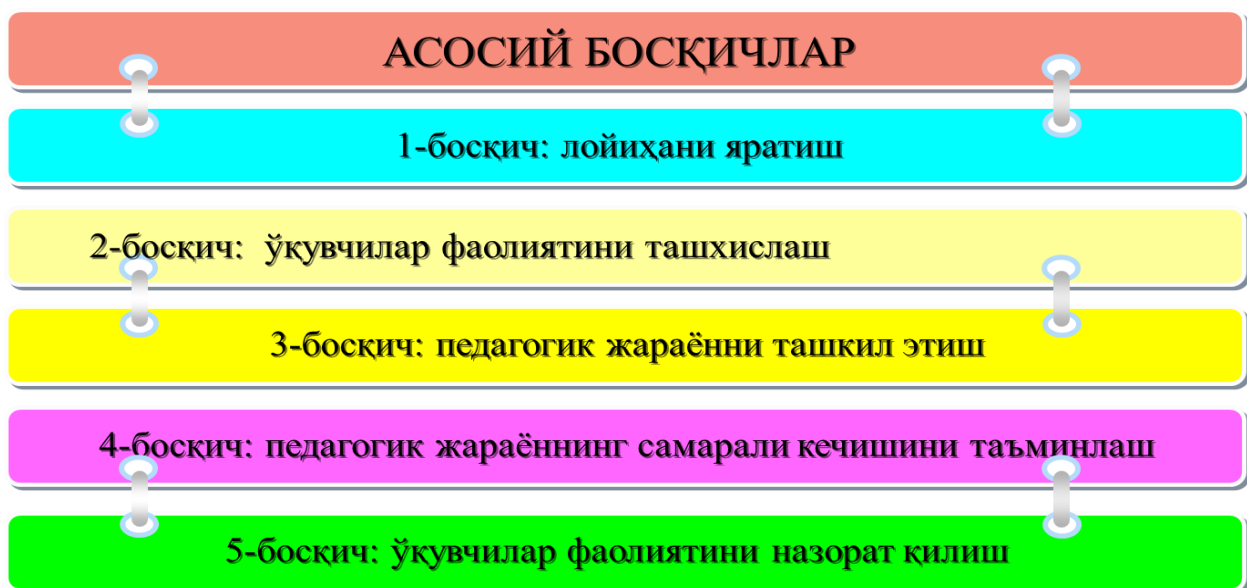 АСОСИЙ БОСҚИЧЛАР
1-босқич: лойиҳани яратиш
2-босқич: ўқувчилар фаолиятини ташхислаш
3-босқич: педагогик жараённи ташкил этиш
4-босқич: педагогик жараённинг самарали кечишини таъминлаш
5-босқич: ўқувчилар фаолиятини назорат қилиш